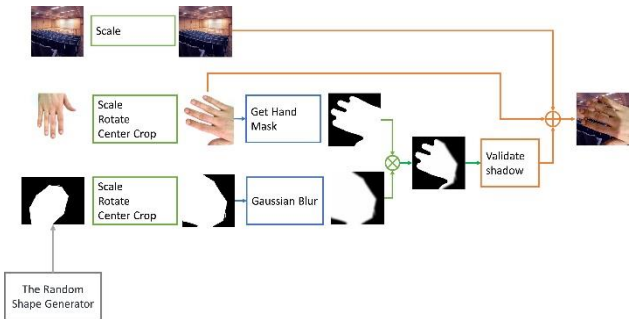 Scale
Scale
Rotate
Center Crop
Get Hand
Mask
Validate
shadow
Scale
Rotate
Center Crop
Gaussian Blur
The Random
Shape Generator